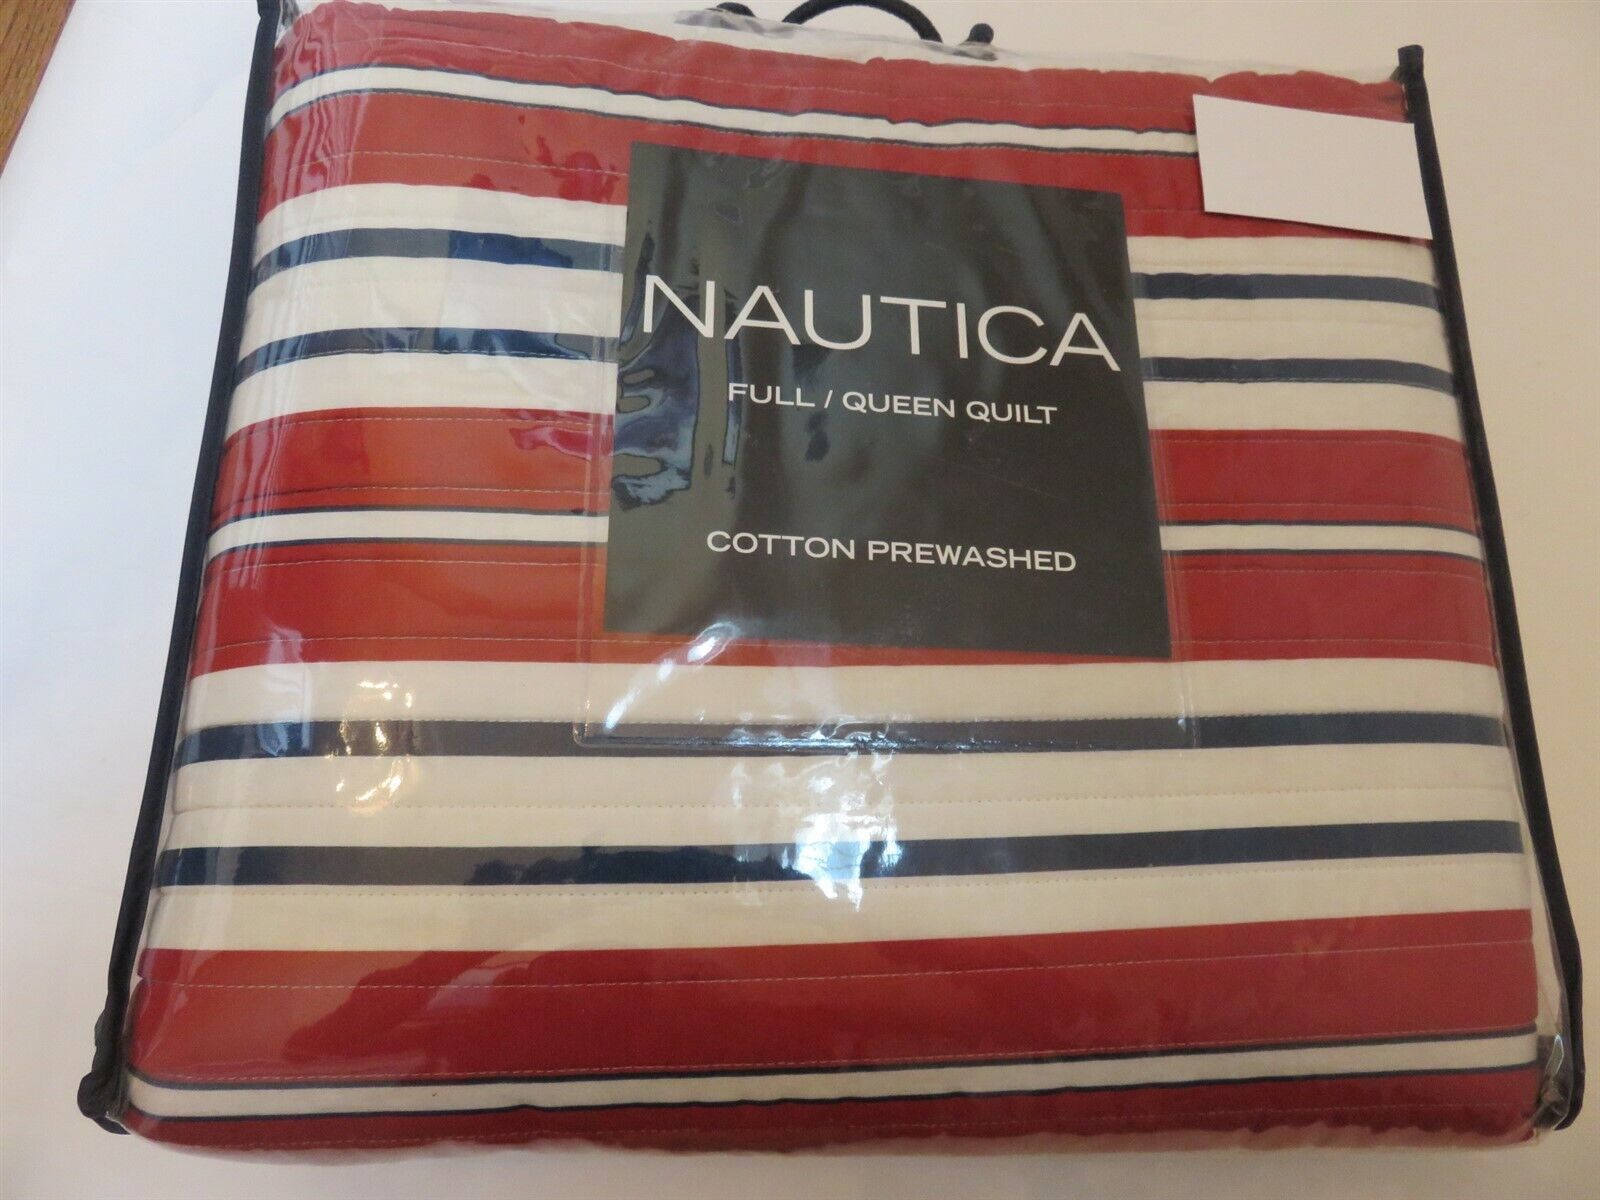 NAUTICA
FULL / QUEEN QUILT
COTTON PREWASHED